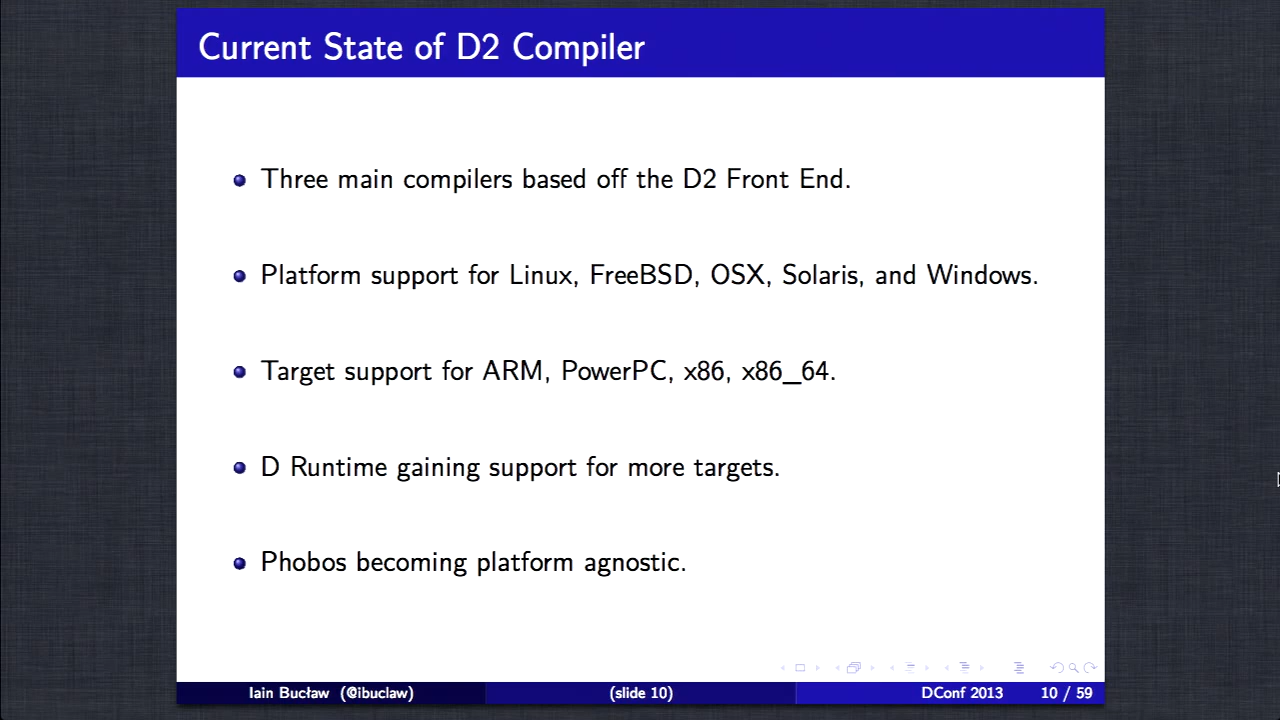 Current State of D2 Compiler
Three main compilers based off the D2 Front End.
Platform support for Linux, FreeBSD, OSX, Solaris, and Windows.
Target support for ARM, PowerPC, x86, x86_64.
D Runtime gaining support for more targets.
Phobos becoming platform agnostic.
Iain Bucław (@ibuclaw) (slide 10) DConf 2013 10 / 59